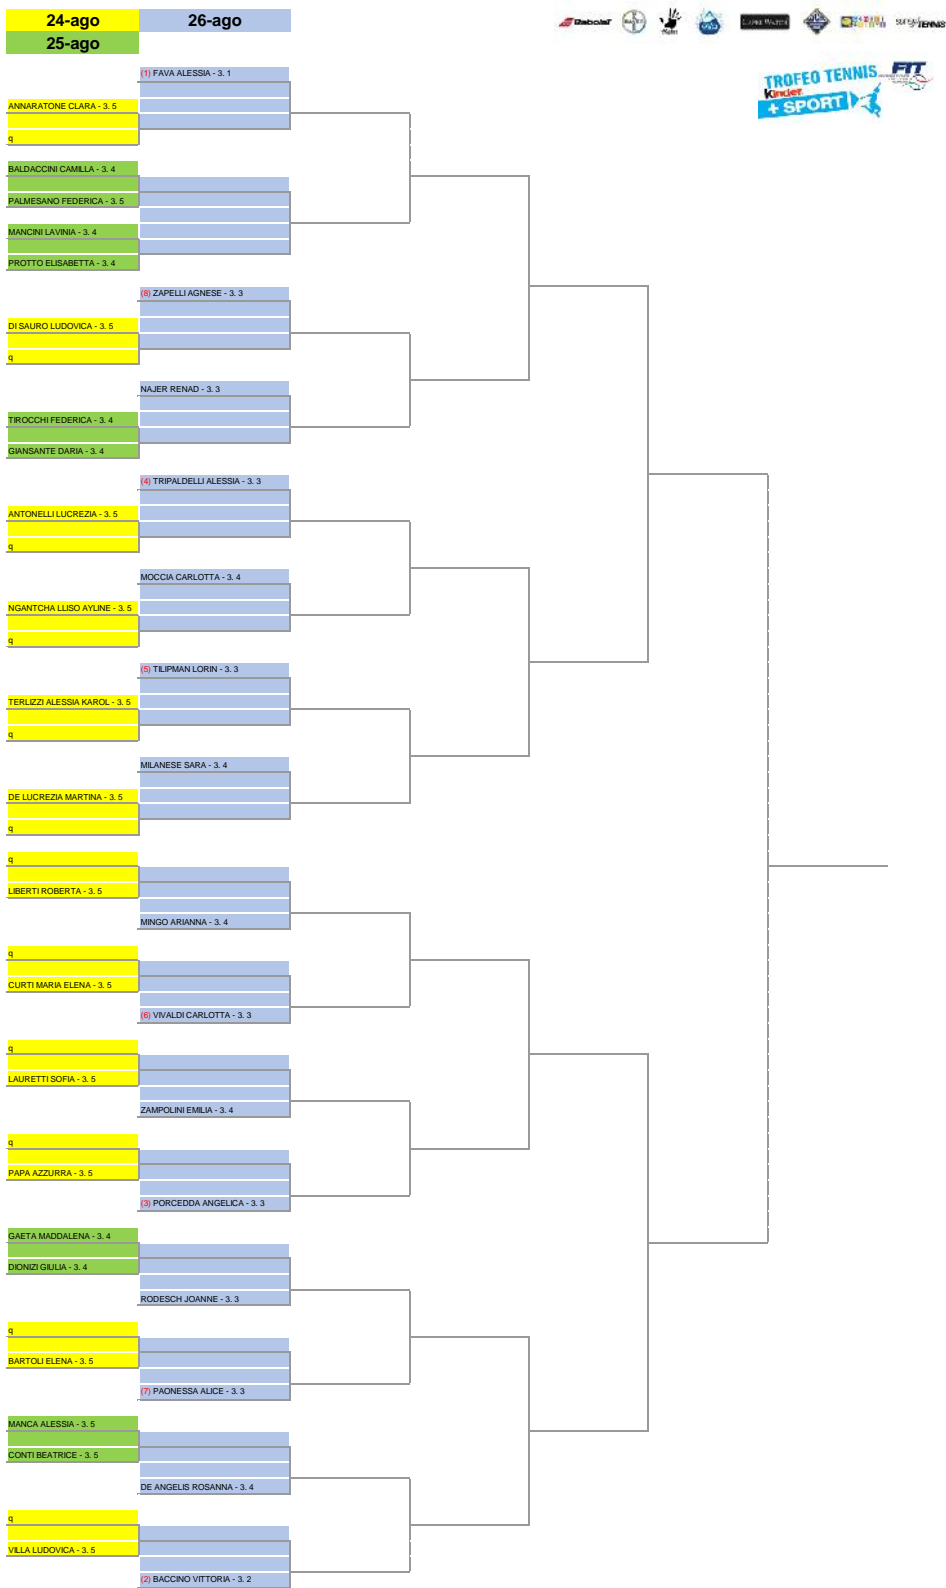 24-ago 26-ago
25-ago
Babolat
BAYER
LAPRE WATCH
SUPERTENNIS
TROFEO TENNIS
FIT
Kinder
+ SPORT
(1) FAVA ALESSIA - 3. 1
ANNARATONE CLARA - 3. 5
q
BALDACCINI CAMILLA - 3. 4
PALMESANO FEDERICA - 3. 5
MANCINI LAVINIA - 3. 4
PROTTO ELISABETTA - 3. 4
(8) ZAPELLI AGNESE - 3. 3
DI SAURO LUDOVICA - 3. 5
q
NAJER RENAD - 3. 3
TIROCCHI FEDERICA - 3. 4
GIANSANTE DARIA - 3. 4
(4) TRIPALDELLI ALESSIA - 3. 3
ANTONELLI LUCREZIA - 3. 5
q
MOCCIA CARLOTTA - 3. 4
NGANTCHA LLISO AYLINE - 3. 5
q
(5) TILIPMAN LORIN - 3. 3
TERLIZZI ALESSIA KAROL - 3. 5
q
MILANESE SARA - 3. 4
DE LUCREZIA MARTINA - 3. 5
q
q
LIBERTI ROBERTA - 3. 5
MINGO ARIANNA - 3. 4
q
CURTI MARIA ELENA - 3. 5
(6) VIVALDI CARLOTTA - 3. 3
q
LAURETTI SOFIA - 3. 5
ZAMPOLINI EMILIA - 3. 4
q
PAPA AZZURRA - 3. 5
(3) PORCEDDA ANGELICA - 3. 3
GAETA MADDALENA - 3. 4
DIONIZI GIULIA - 3. 4
RODESCH JOANNE - 3. 3
q
BARTOLI ELENA - 3. 5
(7) PAONESSA ALICE - 3. 3
MANCA ALESSIA - 3. 5
CONTI BEATRICE - 3. 5
DE ANGELIS ROSANNA - 3. 4
q
VILLA LUDOVICA - 3. 5
(2) BACCINO VITTORIA - 3. 2